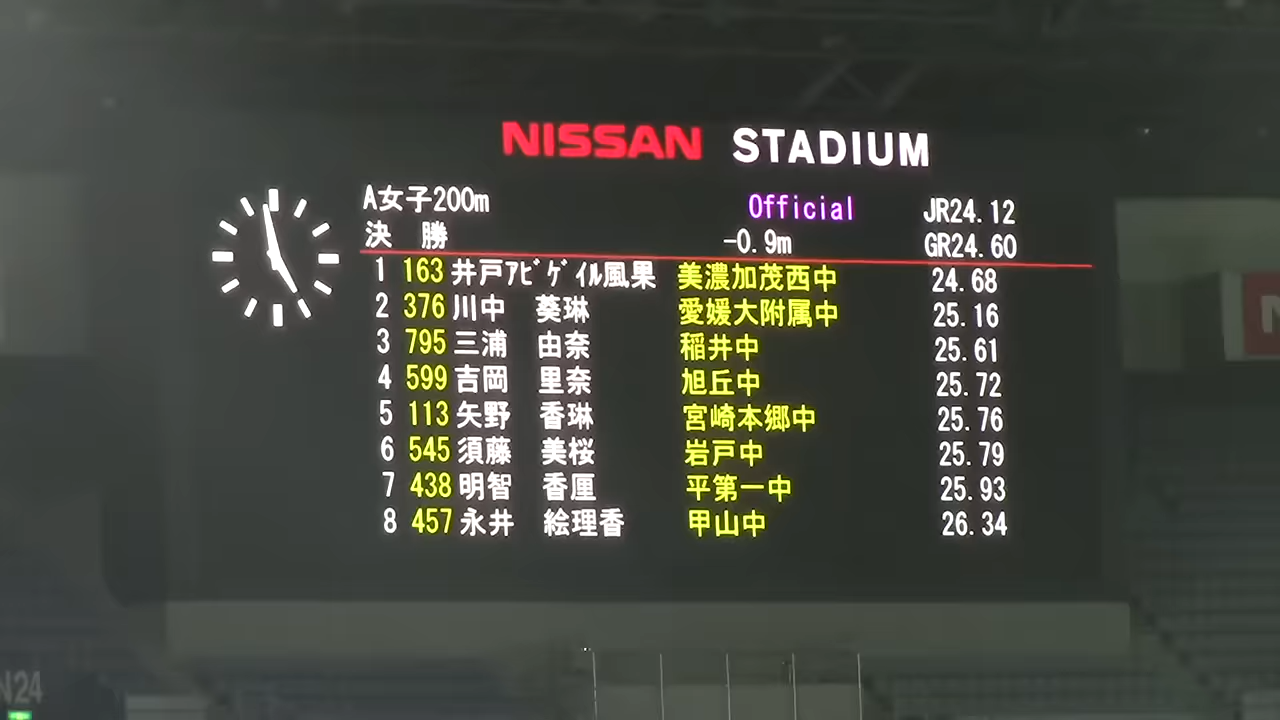 NISSAN STADIUM
A女子200m Official JR24.12
決 勝 -0.9m GR24.60
1 163 井戸ｱﾋﾞｹﾞｲﾙ風果 美濃加茂西中 24.68
2 376 川中 葵琳 愛媛大附属中 25.16
3 795 三浦 由奈 稲井中 25.61
4 599 吉岡 里奈 旭丘中 25.72
5 113 矢野 香琳 宮崎本郷中 25.76
6 545 須藤 美桜 岩戸中 25.79
7 438 明智 香厘 平第一中 25.93
8 457 永井 絵理香 甲山中 26.34
N24